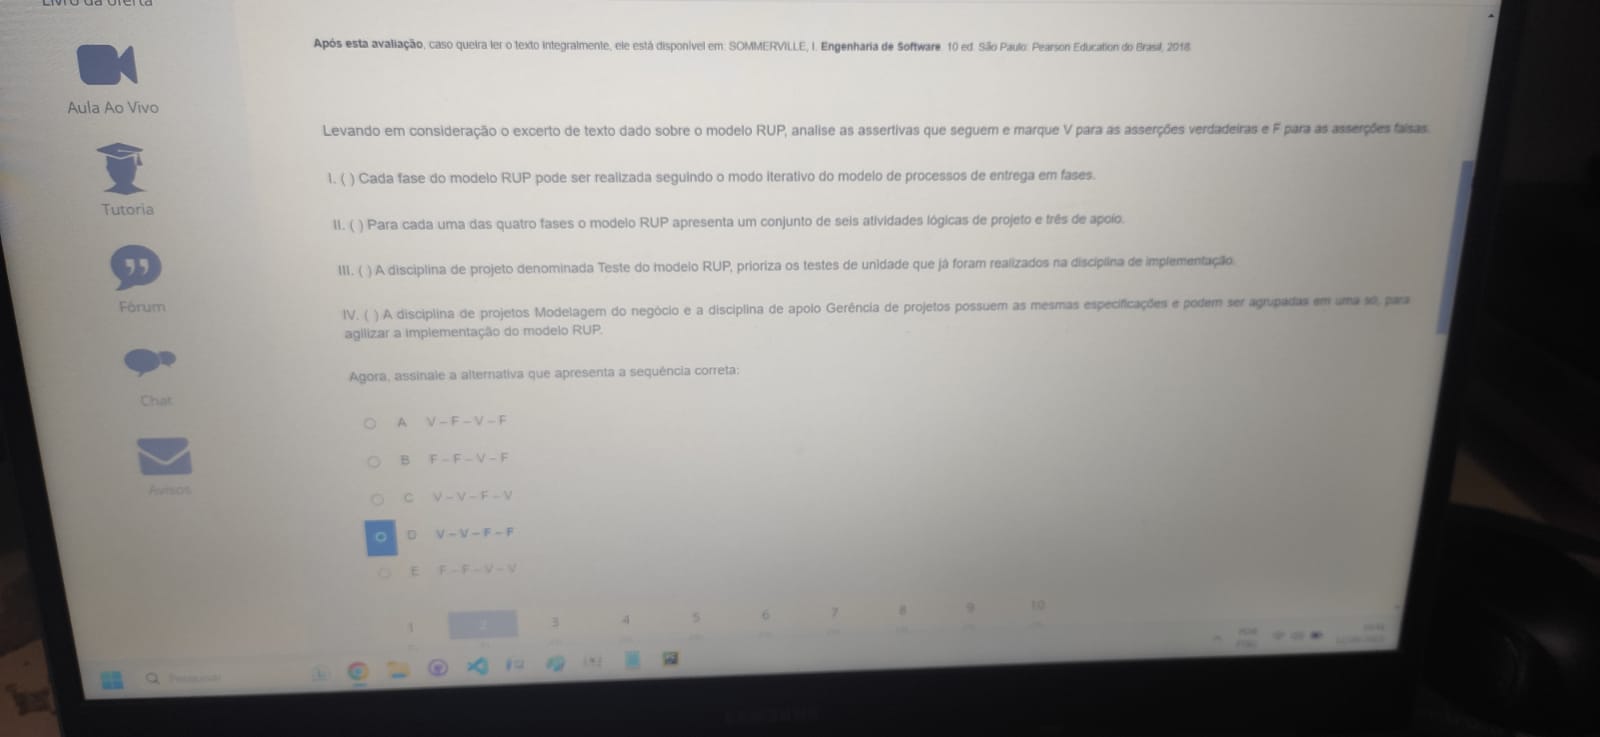 Livro da oferta
Após esta avaliação, caso queira ler o texto integralmente, ele está disponível em: SOMMERVILLE, I. Engenharia de Software. 10 ed. São Paulo: Pearson Education do Brasil, 2018.
Aula Ao Vivo
Levando em consideração o excerto de texto dado sobre o modelo RUP, analise as assertivas que seguem e marque V para as asserções verdadeiras e F para as asserções falsas.
I. ( ) Cada fase do modelo RUP pode ser realizada seguindo o modo iterativo do modelo de processos de entrega em fases.
Tutoria
II. ( ) Para cada uma das quatro fases o modelo RUP apresenta um conjunto de seis atividades lógicas de projeto e três de apoio.
III. ( ) A disciplina de projeto denominada Teste do modelo RUP, prioriza os testes de unidade que já foram realizados na disciplina de implementação.
Fórum
IV. ( ) A disciplina de projetos Modelagem do negócio e a disciplina de apoio Gerência de projetos possuem as mesmas especificações e podem ser agrupadas em uma só, para
agilizar a implementação do modelo RUP.
Agora, assinale a alternativa que apresenta a sequência correta:
Chat
A V – F – V – F
B F – F – V – F
Avisos
C V – V – F – V
D V – V – F – F
E F – F – V – V
1 2 3 4 5 6 7 8 9 10
Pesquisar